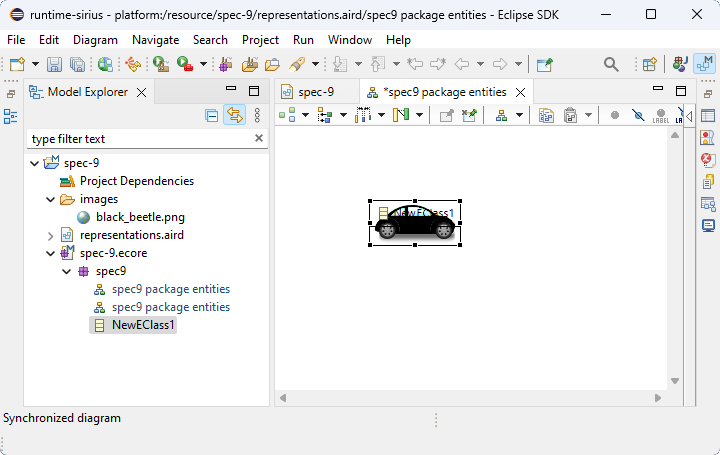 runtime-sirius - platform:/resource/spec-9/representations.aird/spec9 package entities - Eclipse SDK
File Edit Diagram Navigate Search Project Run Window Help
Model Explorer
spec-9
*spec9 package entities
LABEL
type filter text
spec-9
Project Dependencies
images
black_beetle.png
representations.aird
spec-9.ecore
spec9
spec9 package entities
spec9 package entities
NewEClass1
NewEClass1
Synchronized diagram